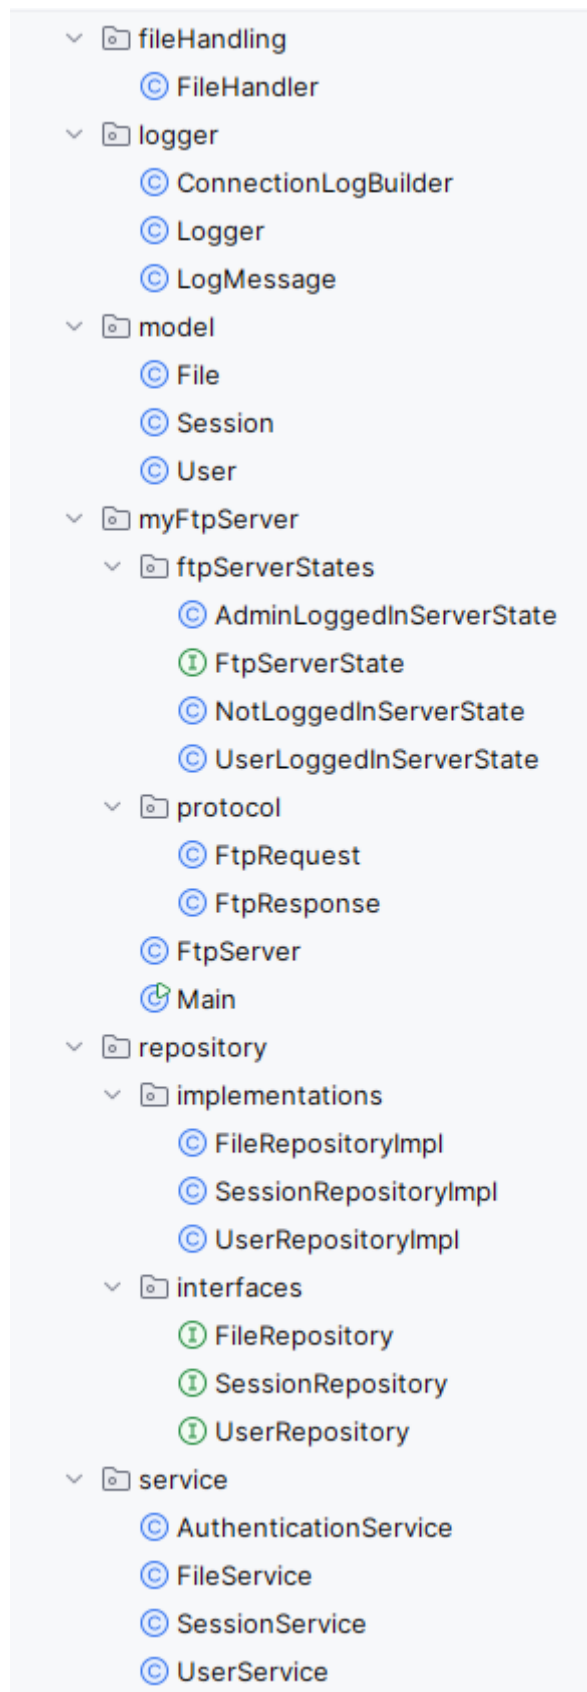 fileHandling
FileHandler
logger
ConnectionLogBuilder
Logger
LogMessage
model
File
Session
User
myFtpServer
ftpServerStates
AdminLoggedInServerState
FtpServerState
NotLoggedInServerState
UserLoggedInServerState
protocol
FtpRequest
FtpResponse
FtpServer
Main
repository
implementations
FileRepositoryImpl
SessionRepositoryImpl
UserRepositoryImpl
interfaces
FileRepository
SessionRepository
UserRepository
service
AuthenticationService
FileService
SessionService
UserService